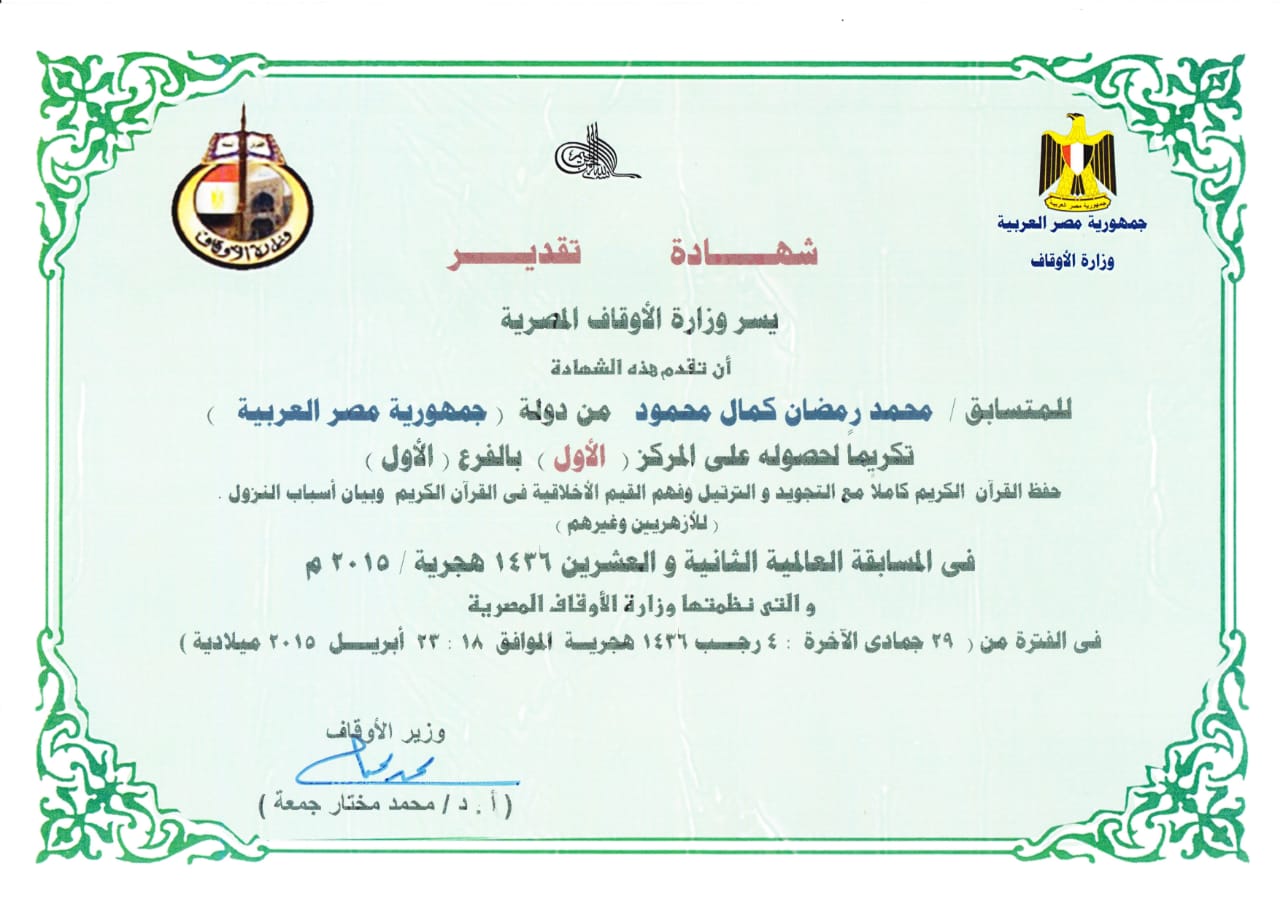 بسم الله الرحمن الرحيم
جمهورية مصر العربية
وزارة الأوقاف
وزارة الأوقاف
شهـــادة تقديـــر
يسر وزارة الأوقاف المصرية
أن تقدم هذه الشهادة
للمتسابق / محمد رمضان كمال محمود من دولة ( جمهورية مصر العربية )
تكريماً لحصوله على المركز ( الأول ) بالفرع ( الأول )
حفظ القرآن الكريم كاملاً مع التجويد و الترتيل وفهم القيم الأخلاقية فى القرآن الكريم وبيان أسباب النزول .
( للأزهريين وغيرهم )
فى المسابقة العالمية الثانية و العشرين ١٤٣٦ هجرية / ٢٠١٥ م
و التى نظمتها وزارة الأوقاف المصرية
فى الفترة من ( ٢٩ جمادى الآخرة : ٤ رجـب ١٤٣٦ هجريـة الموافق ١٨ : ٢٣ أبريـــل ٢٠١٥ ميلادية )
وزير الأوقاف
( أ . د / محمد مختار جمعة )